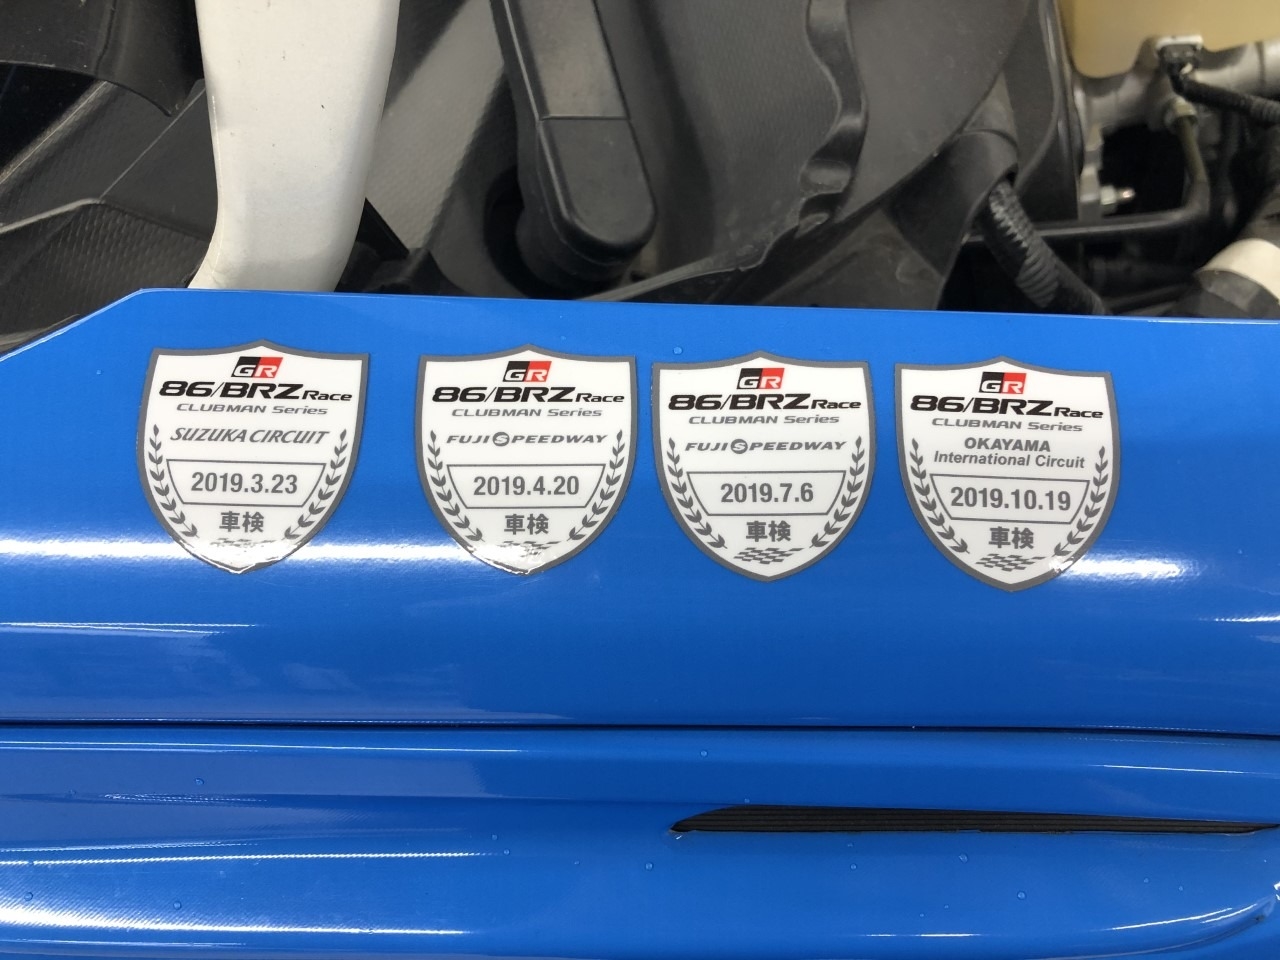 GR
86/BRZ Race
CLUBMAN Series
SUZUKA CIRCUIT
2019.3.23
車検
GR
86/BRZ Race
CLUBMAN Series
FUJI SPEEDWAY
2019.4.20
車検
GR
86/BRZ Race
CLUBMAN Series
FUJI SPEEDWAY
2019.7.6
車検
GR
86/BRZ Race
CLUBMAN Series
OKAYAMA
International Circuit
2019.10.19
車検